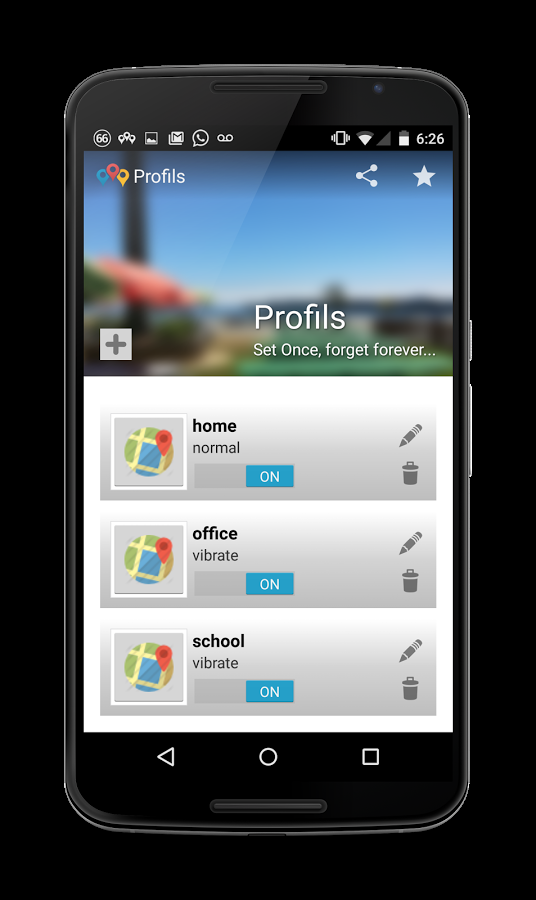 66 6:26
Profils
Profils
Set Once, forget forever...
home
normal
ON
office
vibrate
ON
school
vibrate
ON